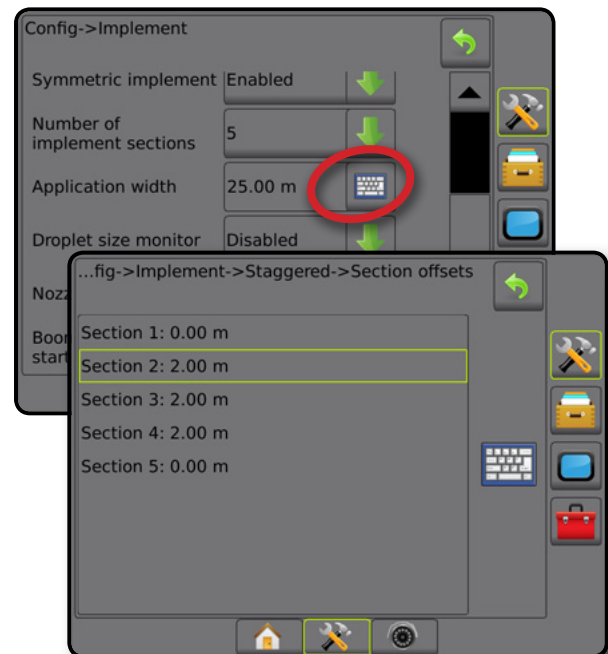 Config->Implement
Symmetric implement Enabled
Number of
implement sections 5
Application width 25.00 m
Droplet size monitor Disabled
...fig->Implement->Staggered->Section offsets
Section 1: 0.00 m
Section 2: 2.00 m
Section 3: 2.00 m
Section 4: 2.00 m
Section 5: 0.00 m